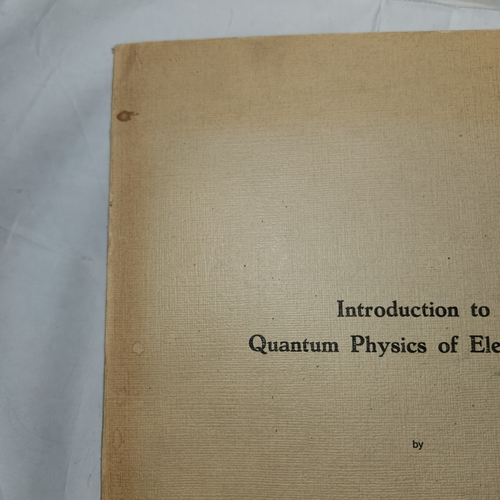 Introduction to
Quantum Physics of Ele
by